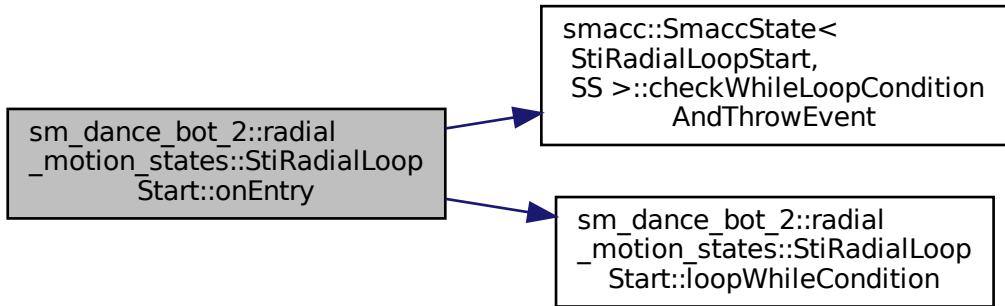 sm_dance_bot_2::radial
_motion_states::StiRadialLoop
Start::onEntry
smacc::SmaccState<
StiRadialLoopStart,
SS >::checkWhileLoopCondition
AndThrowEvent
sm_dance_bot_2::radial
_motion_states::StiRadialLoop
Start::loopWhileCondition